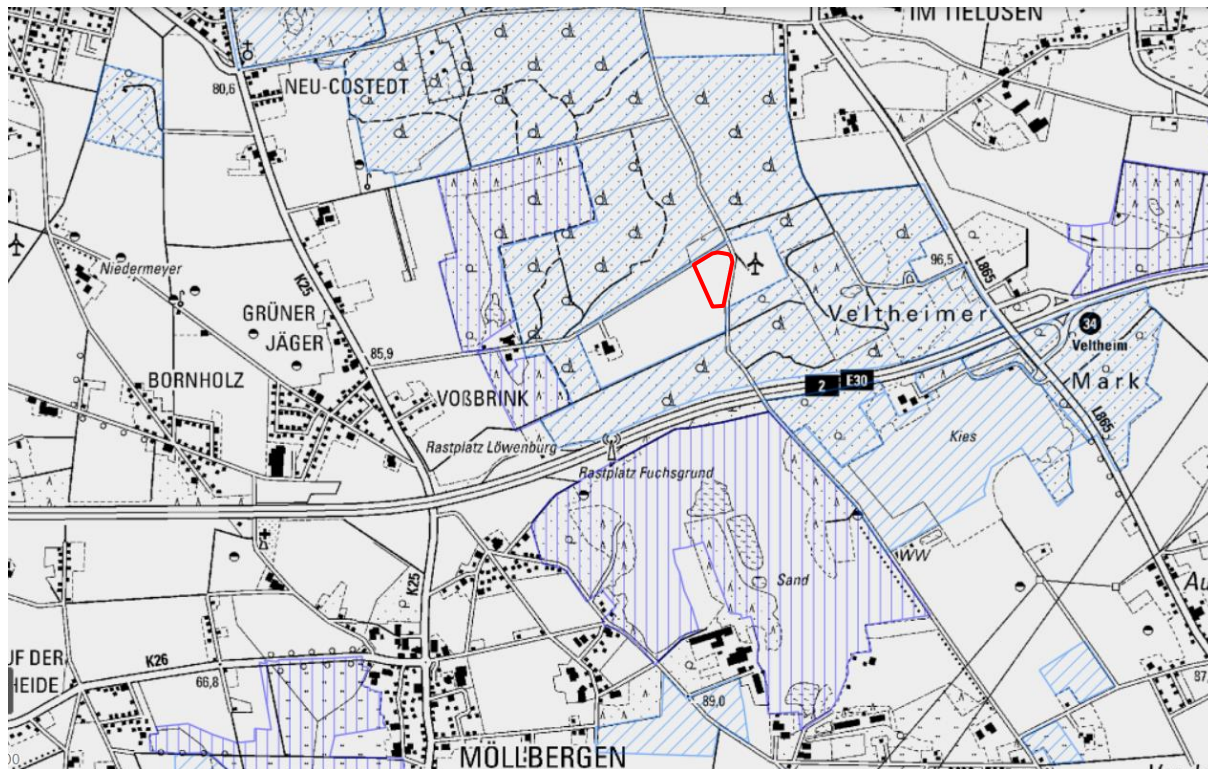 IM TIELOSEN
80,6
NEU-COSTEDT
Niedermeyer
K25
96,5
L865
GRÜNER
JÄGER
Veltheimer
34
Veltheim
85,9
BORNHOLZ
VOßBRINK
2
E30
Mark
L865
Rastplatz Löwenburg
Kies
Rastplatz Fuchsgrund
WW
K25
Sand
Au
UF DER
HEIDE
K26
66,8
89,0
87,
MÖLLBERGEN